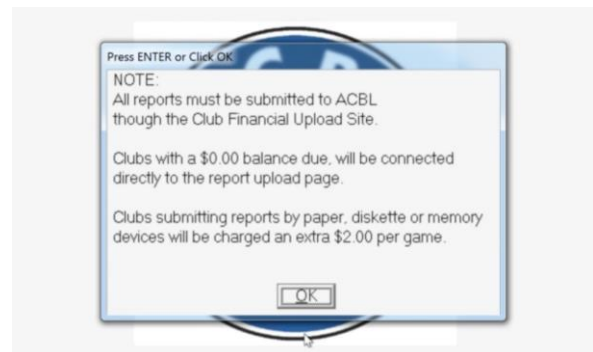 Press ENTER or Click OK
NOTE:
All reports must be submitted to ACBL
though the Club Financial Upload Site.
Clubs with a $0.00 balance due, will be connected
directly to the report upload page.
Clubs submitting reports by paper, diskette or memory
devices will be charged an extra $2.00 per game.
OK